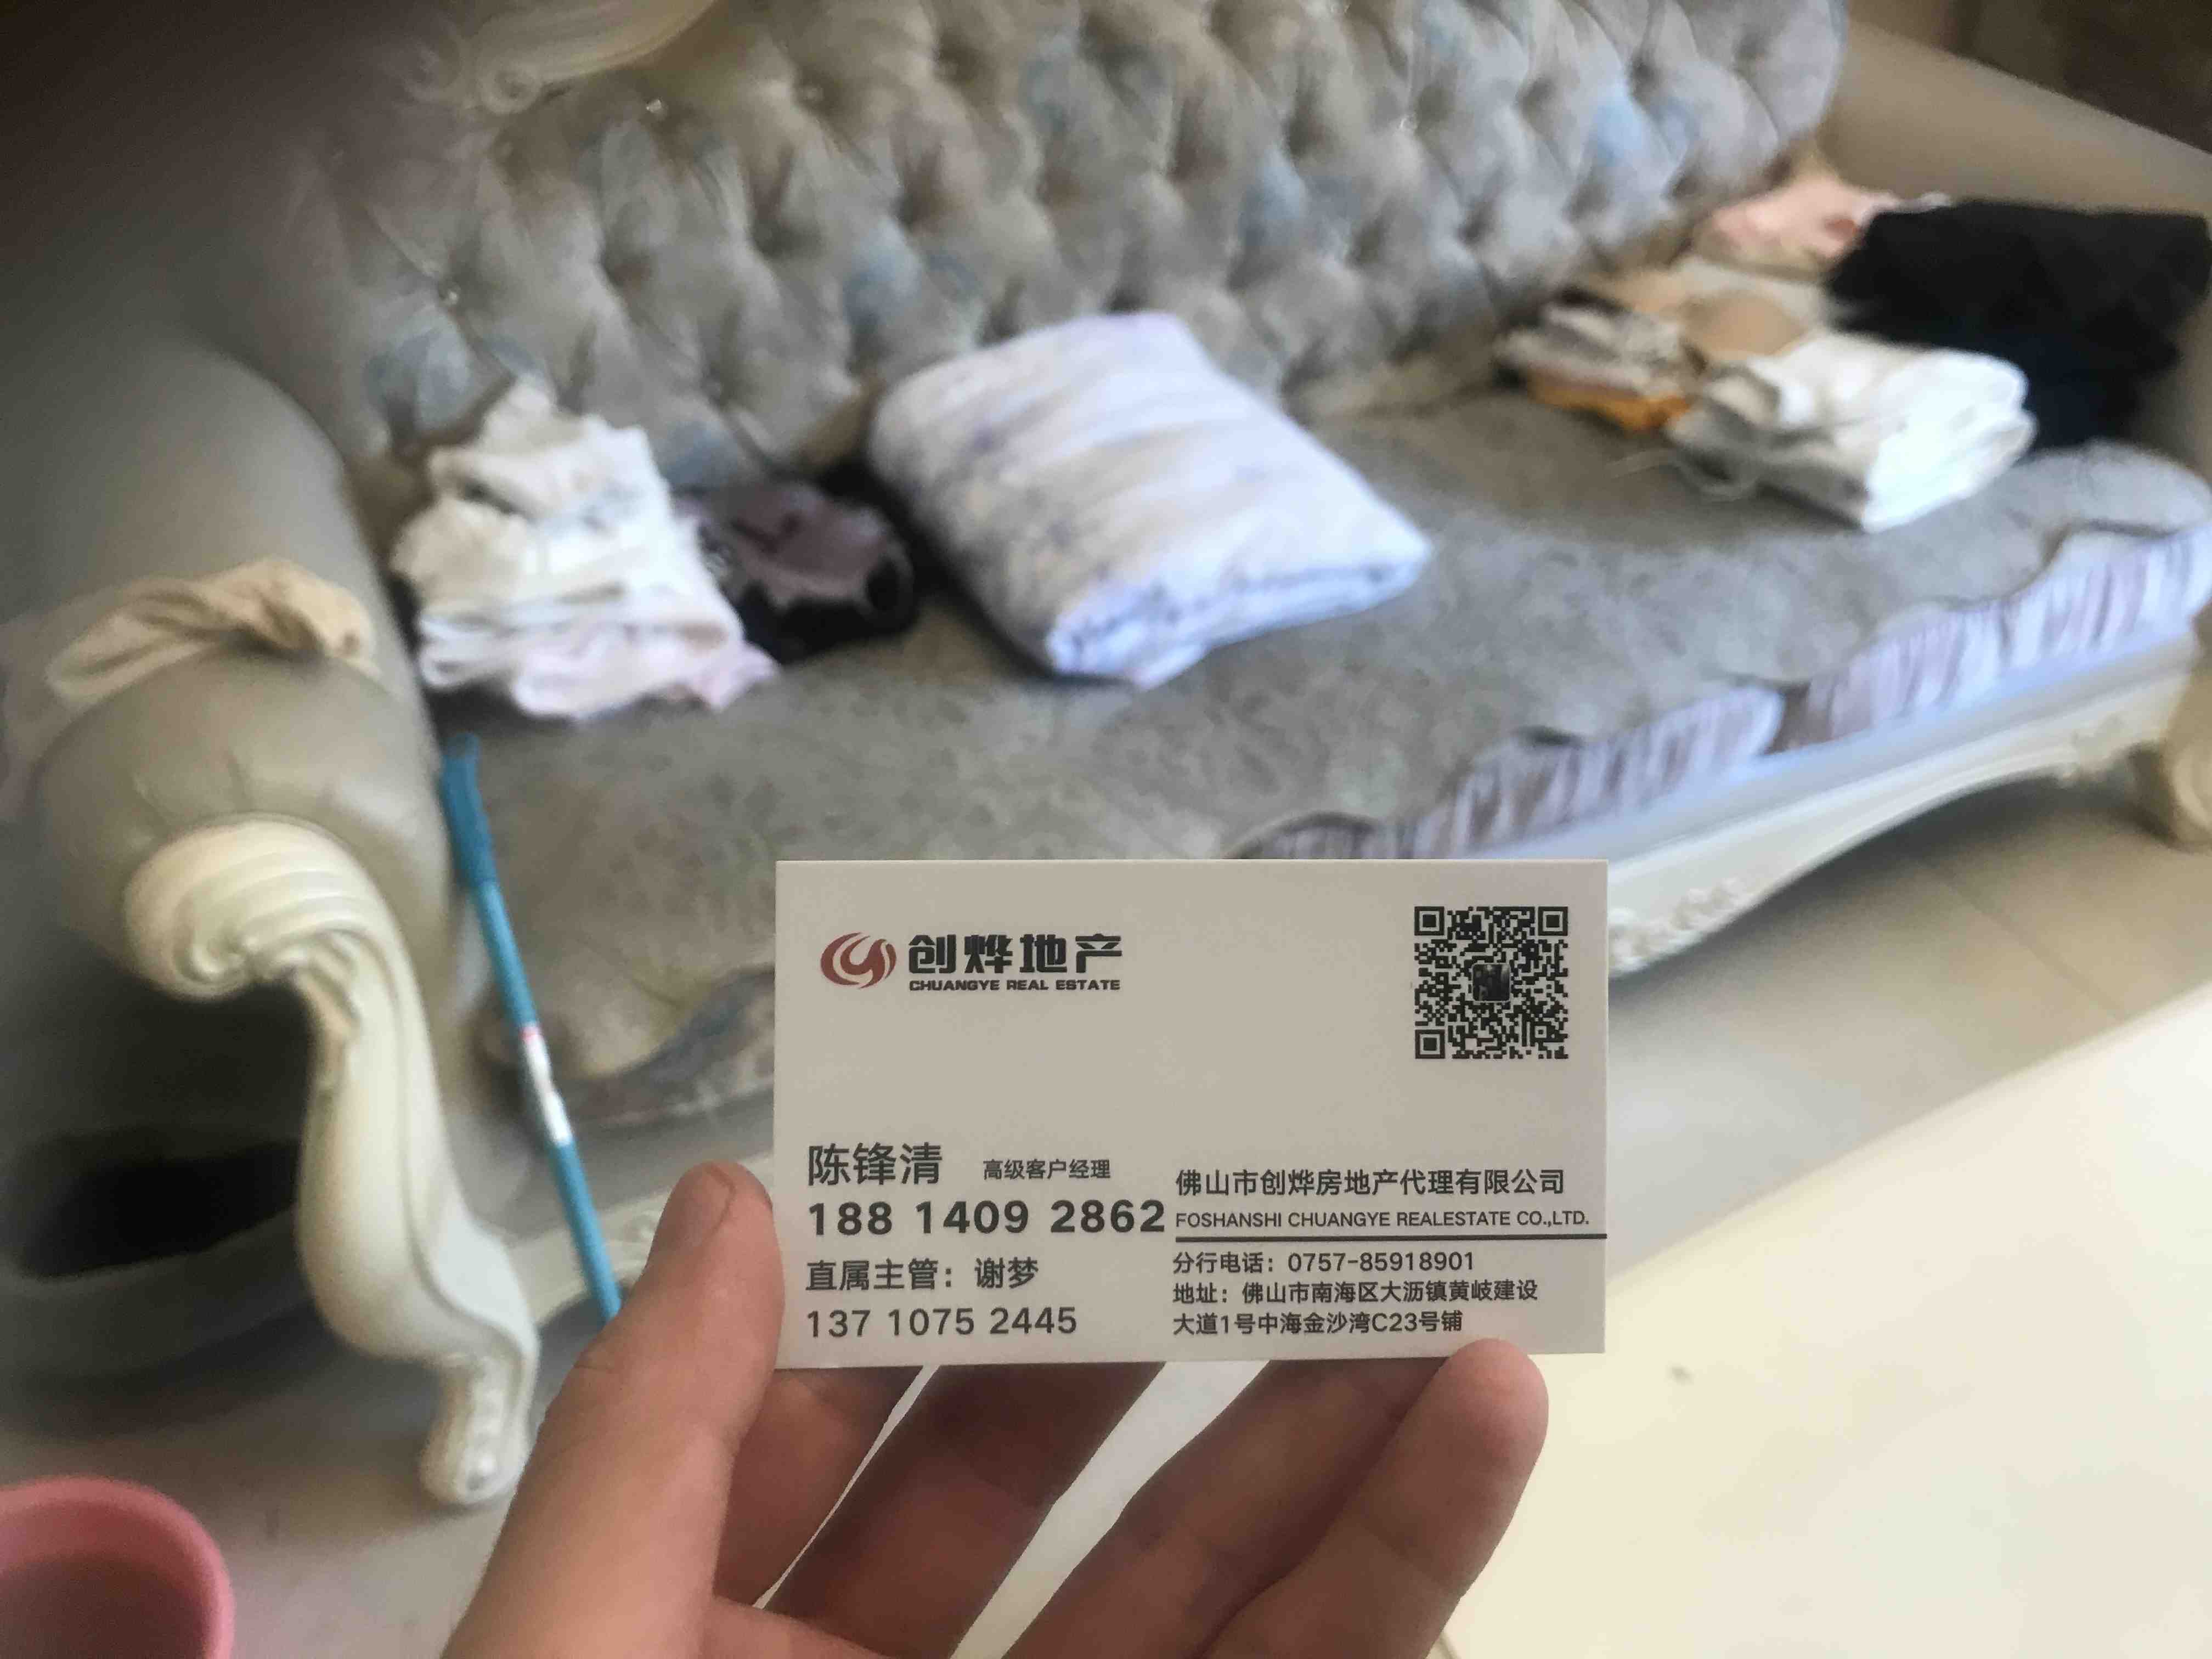 创烨地产
CHUANGYE REAL ESTATE
陈锋清 高级客户经理
188 1409 2862
直属主管：谢梦
137 1075 2445
佛山市创烨房地产代理有限公司
FOSHANSHI CHUANGYE REALESTATE CO.,LTD.
分行电话：0757-85918901
地址：佛山市南海区大沥镇黄岐建设
大道1号中海金沙湾C23号铺